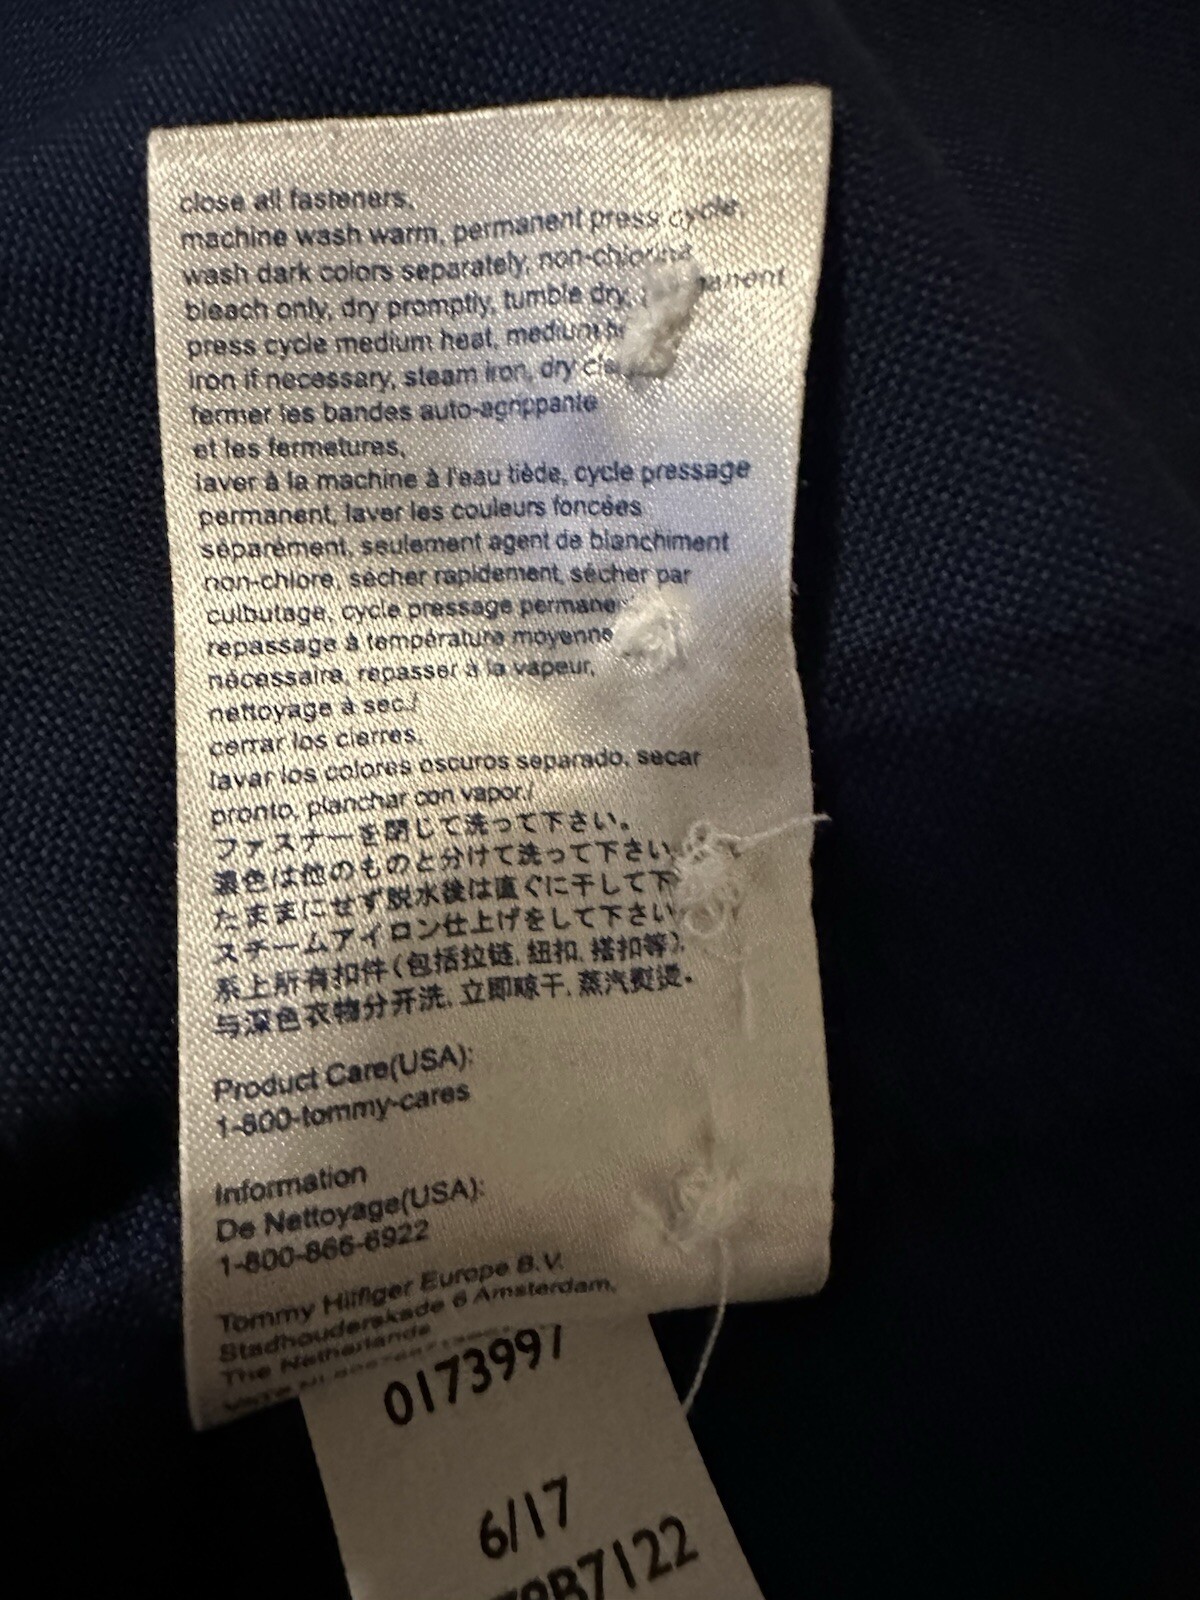 close all fasteners,
machine wash warm, permanent press cycle,
wash dark colors separately, non-chlorine
bleach only, dry promptly, tumble dry,
press cycle medium heat, medium
iron if necessary, steam iron, dry
fermer les bandes auto-agrippante
et les fermetures,
laver à la machine à l'eau tiède, cycle pressage
permanent, laver les couleurs foncées
séparément, seulement agent de blanchiment
non-chlore, sécher rapidement, sécher par
culbutage, cycle pressage
repassage à température moyenne
nécessaire, repasser à la vapeur,
nettoyage à sec./
cerrar los cierres,
lavar los colores oscuros separado, secar
pronto, planchar con vapor./
ファスナーを閉じて洗って下さい。
濃色は他のものと分けて洗って下さい
たままにせず脱水後は直ぐに干して下
スチームアイロン仕上げをして下さい
系上所有扣件(包括拉链, 纽扣, 搭扣等),
与深色衣物分开洗, 立即晾干, 蒸汽熨烫。
Product Care(USA):
1-800-tommy-cares
Information
De Nettoyage(USA):
1-800-866-6922
Tommy Hilfiger Europe B.V.
Stadhouderskade 6 Amsterdam,
The Netherlands
0173997
6/17